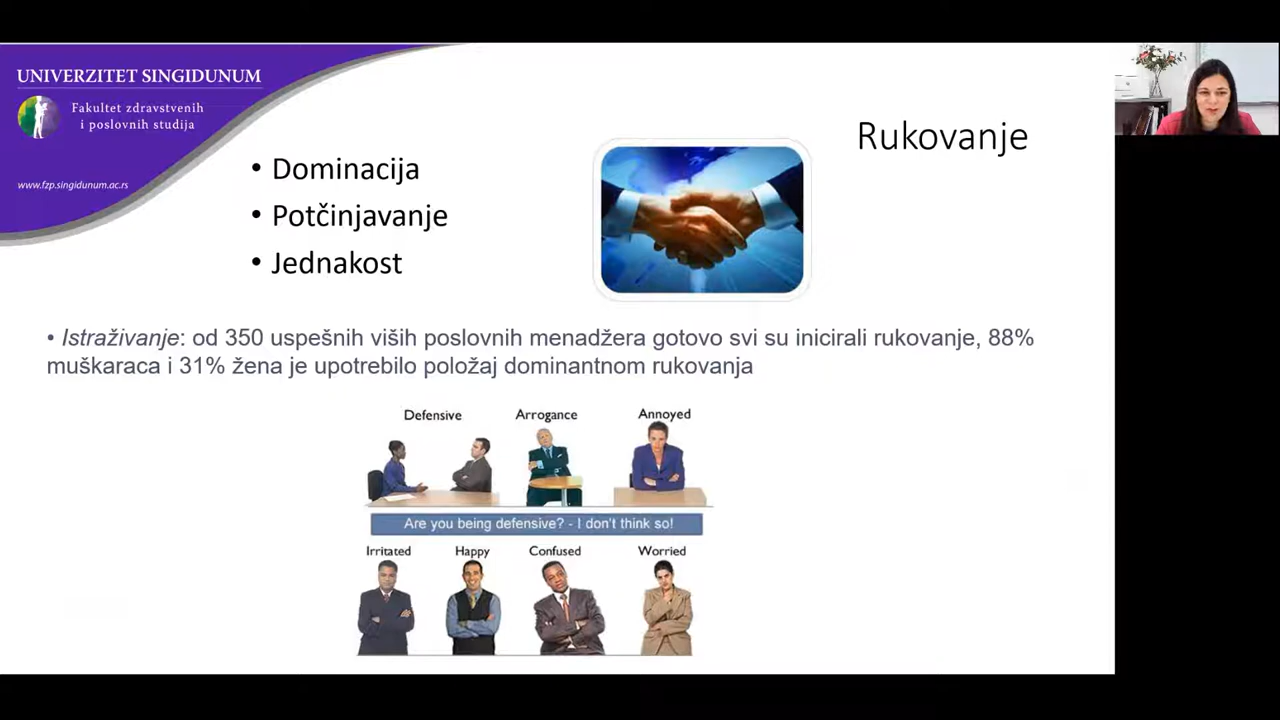 UNIVERZITET SINGIDUNUM
Fakultet zdravstvenih
i poslovnih studija
www.fzp.singidunum.ac.rs
Rukovanje
• Dominacija
• Potčinjavanje
• Jednakost
• Istraživanje: od 350 uspešnih viših poslovnih menadžera gotovo svi su inicirali rukovanje, 88%
muškaraca i 31% žena je upotrebilo položaj dominantnom rukovanja
Defensive Arrogance Annoyed
Are you being defensive? - I don't think so!
Irritated Happy Confused Worried